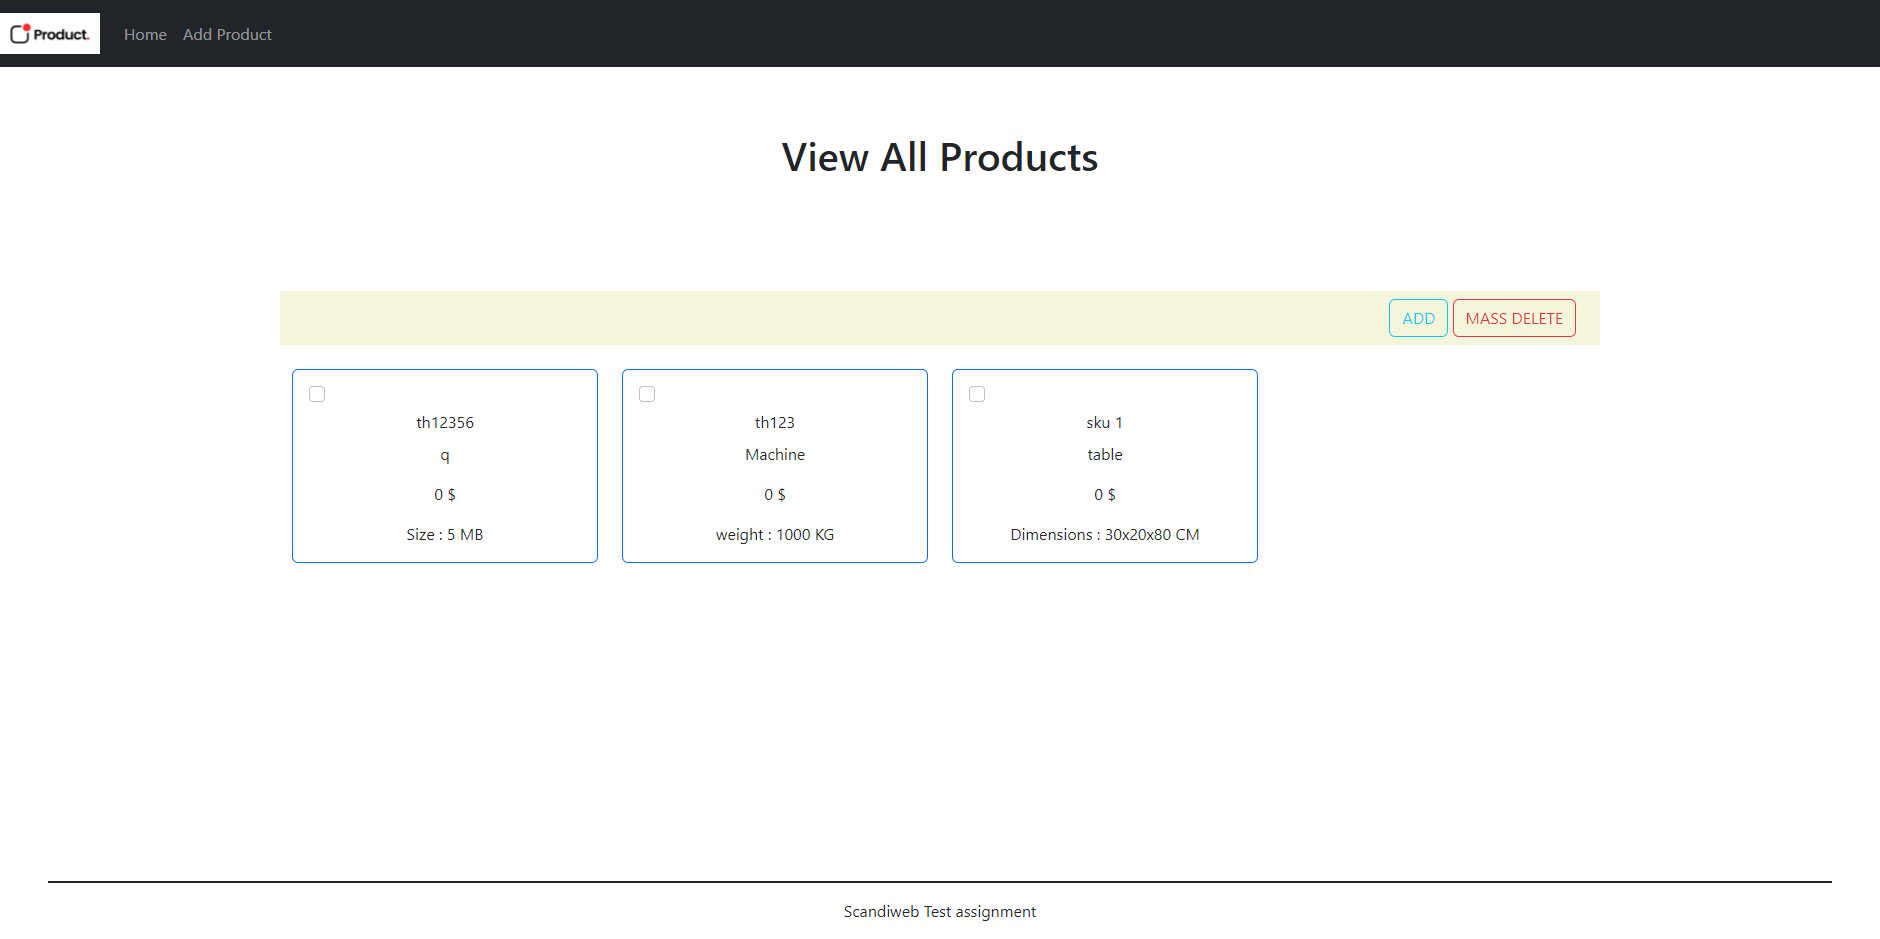 Product.
Home Add Product
View All Products
ADD MASS DELETE
th12356
q
0 $
Size : 5 MB
th123
Machine
0 $
weight : 1000 KG
sku 1
table
0 $
Dimensions : 30x20x80 CM
Scandiweb Test assignment